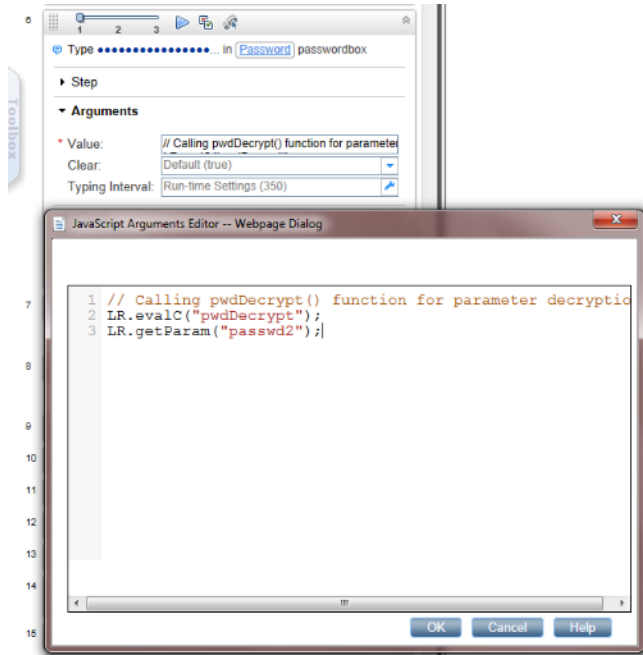 6
1 2 3
Type ●●●●●●●●●●●●●●●●... in Password passwordbox
Step
Toolbox
Arguments
* Value: // Calling pwdDecrypt() function for parameter
Clear: Default (true)
Typing Interval: Run-time Settings (350)
JavaScript Arguments Editor -- Webpage Dialog
7
1 // Calling pwdDecrypt() function for parameter decryptio
2 LR.evalC("pwdDecrypt");
3 LR.getParam("passwd2");
8
9
10
11
12
13
14
15
OK Cancel Help